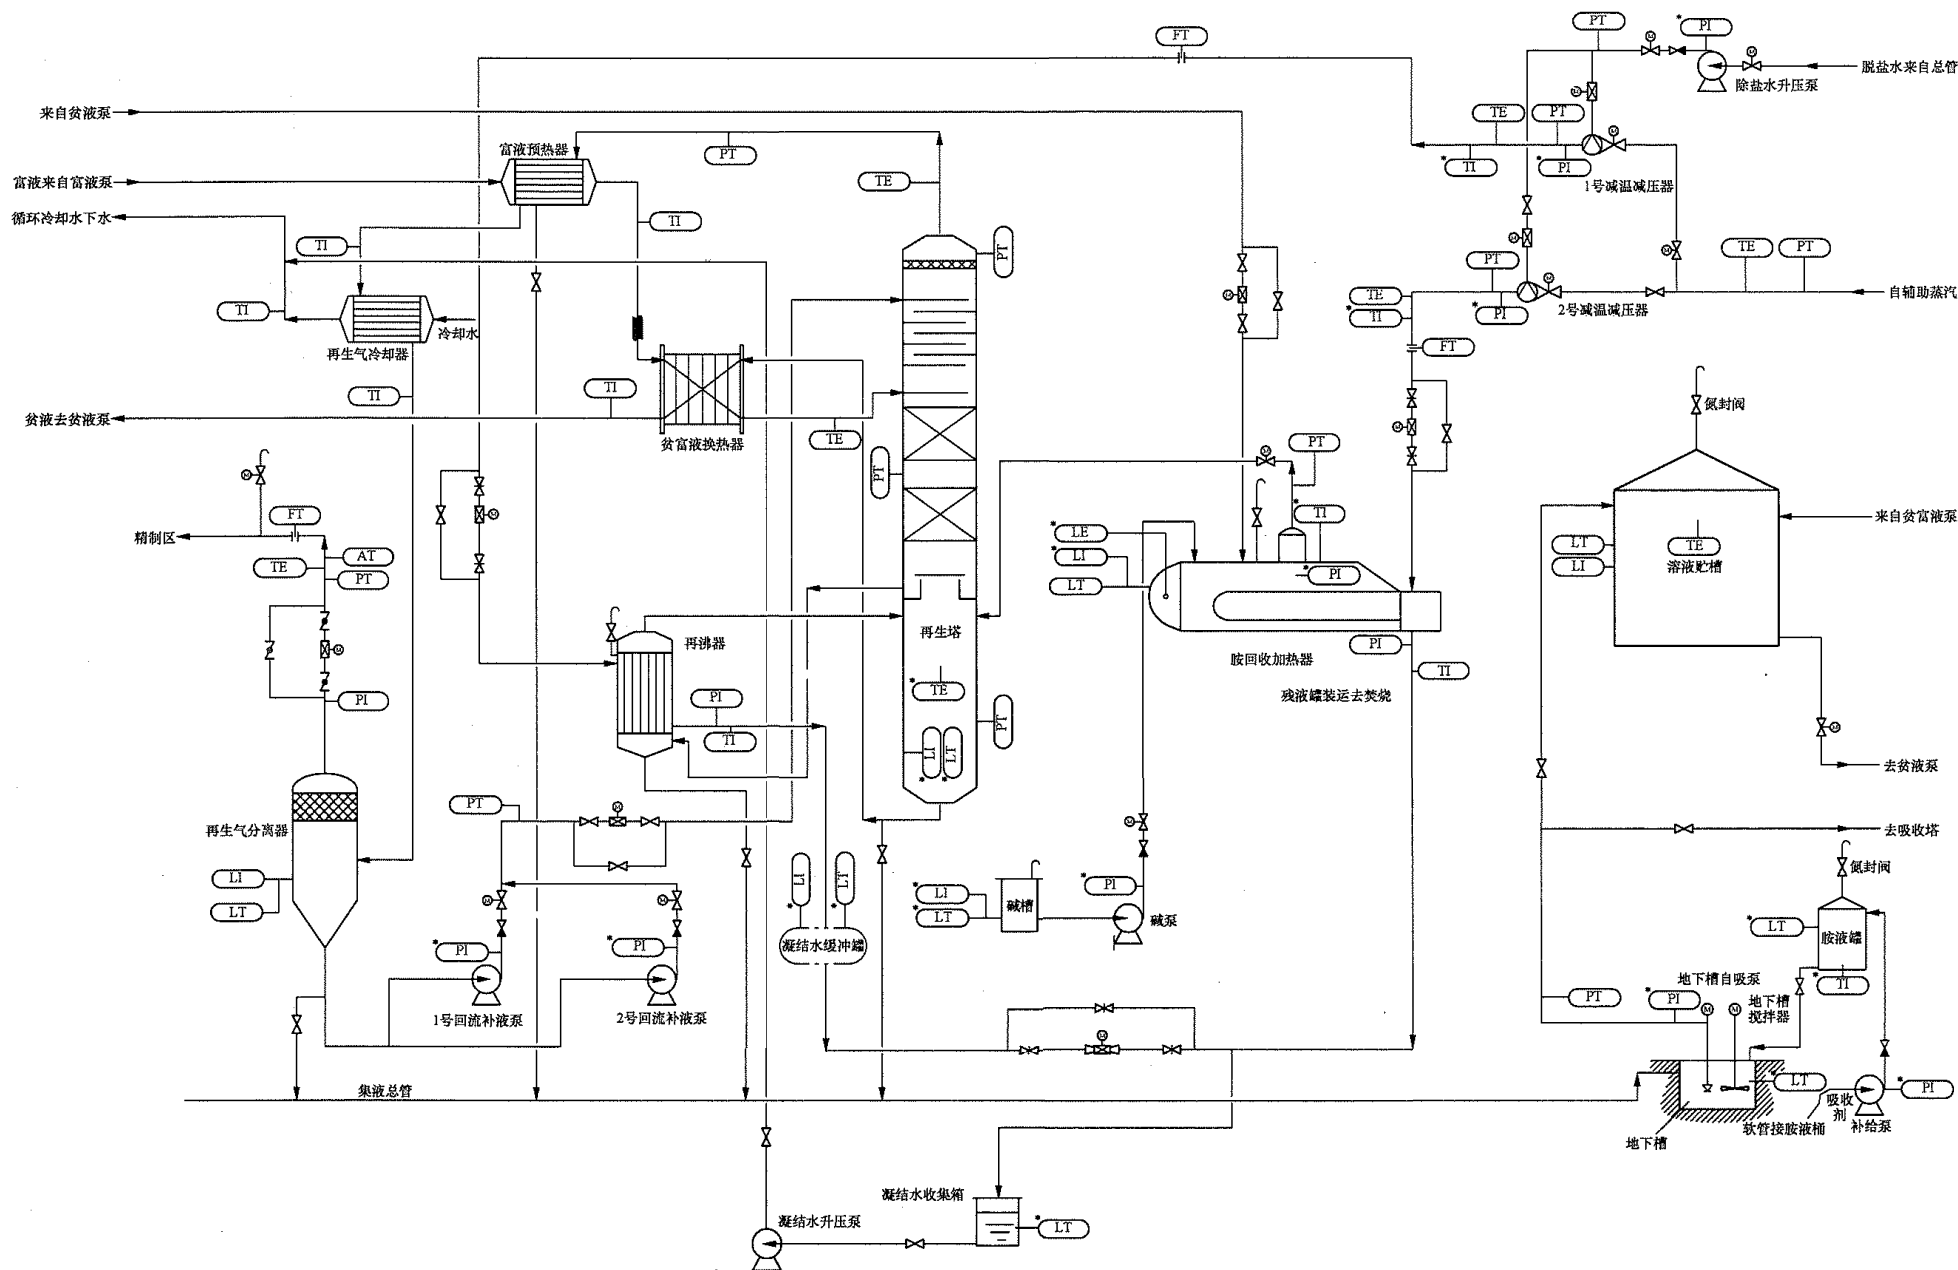 FT
PT
*
PI
M
M
脱盐水来自总管
除盐水升压泵
来自贫液泵
M
TE
PT
M
富液预热器
PT
*
TI
*
PI
1号减温减压器
富液来自富液泵
TE
TI
循环冷却水下水
TI
PT
M
PT
M
TE
PT
TI
冷却水
再生气冷却器
M
TE
*
TI
*
PI
M
2号减温减压器
自辅助蒸汽
FT
TI
TI
贫液去贫液泵
贫富液换热器
TE
氮封阀
M
M
PT
M
PT
M
FT
精制区
TE
AT
PT
*
TI
*
LE
*
LI
LT
*
PI
LT
LI
TE
溶液贮槽
来自贫富液泵
M
再沸器
再生塔
胺回收加热器
PI
TI
PI
*
TE
残液罐装运去焚烧
PI
TI
PT
LI
*
LT
*
M
去贫液泵
PT
M
再生气分离器
去吸收塔
氮封阀
LI
LT
M
M
LI
*
LT
*
*
LI
*
LT
碱槽
M
*
PI
碱泵
*
PI
*
PI
凝结水缓冲罐
*
LT
胺液罐
*
TI
1号回流补液泵
2号回流补液泵
PT
*
PI
地下槽自吸泵
M
M
地下槽
搅拌器
M
集液总管
*
LT
*
PI
吸收
剂
软管接胺液桶
补给泵
地下槽
凝结水收集箱
*
LT
凝结水升压泵